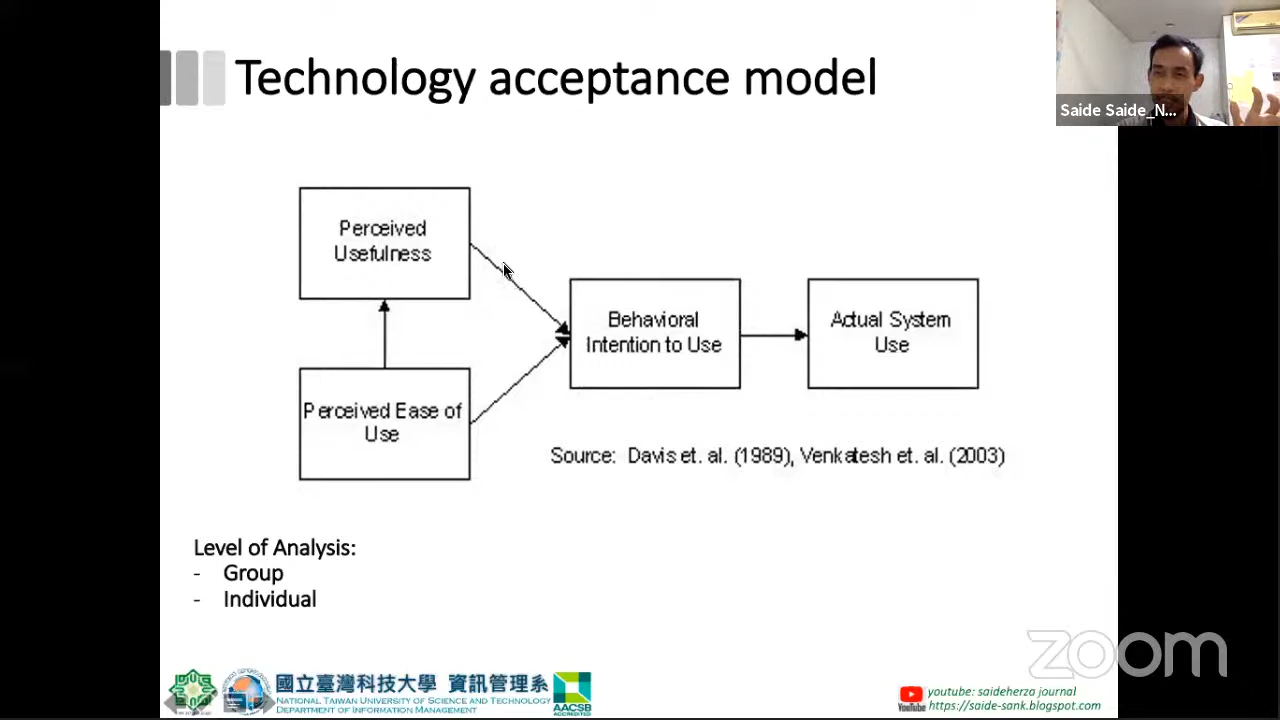 Technology acceptance model
Saide Saide_N...
Perceived
Usefulness
Behavioral
Intention to Use
Actual System
Use
Perceived Ease of
Use
Source: Davis et. al. (1989), Venkatesh et. al. (2003)
Level of Analysis:
- Group
- Individual
zoom
國立臺灣科技大學 資訊管理系
NATIONAL TAIWAN UNIVERSITY OF SCIENCE AND TECHNOLOGY
DEPARTMENT OF INFORMATION MANAGEMENT
AACSB
ACCREDITED
YouTube
youtube: saideherza journal
https://saide-sank.blogspot.com